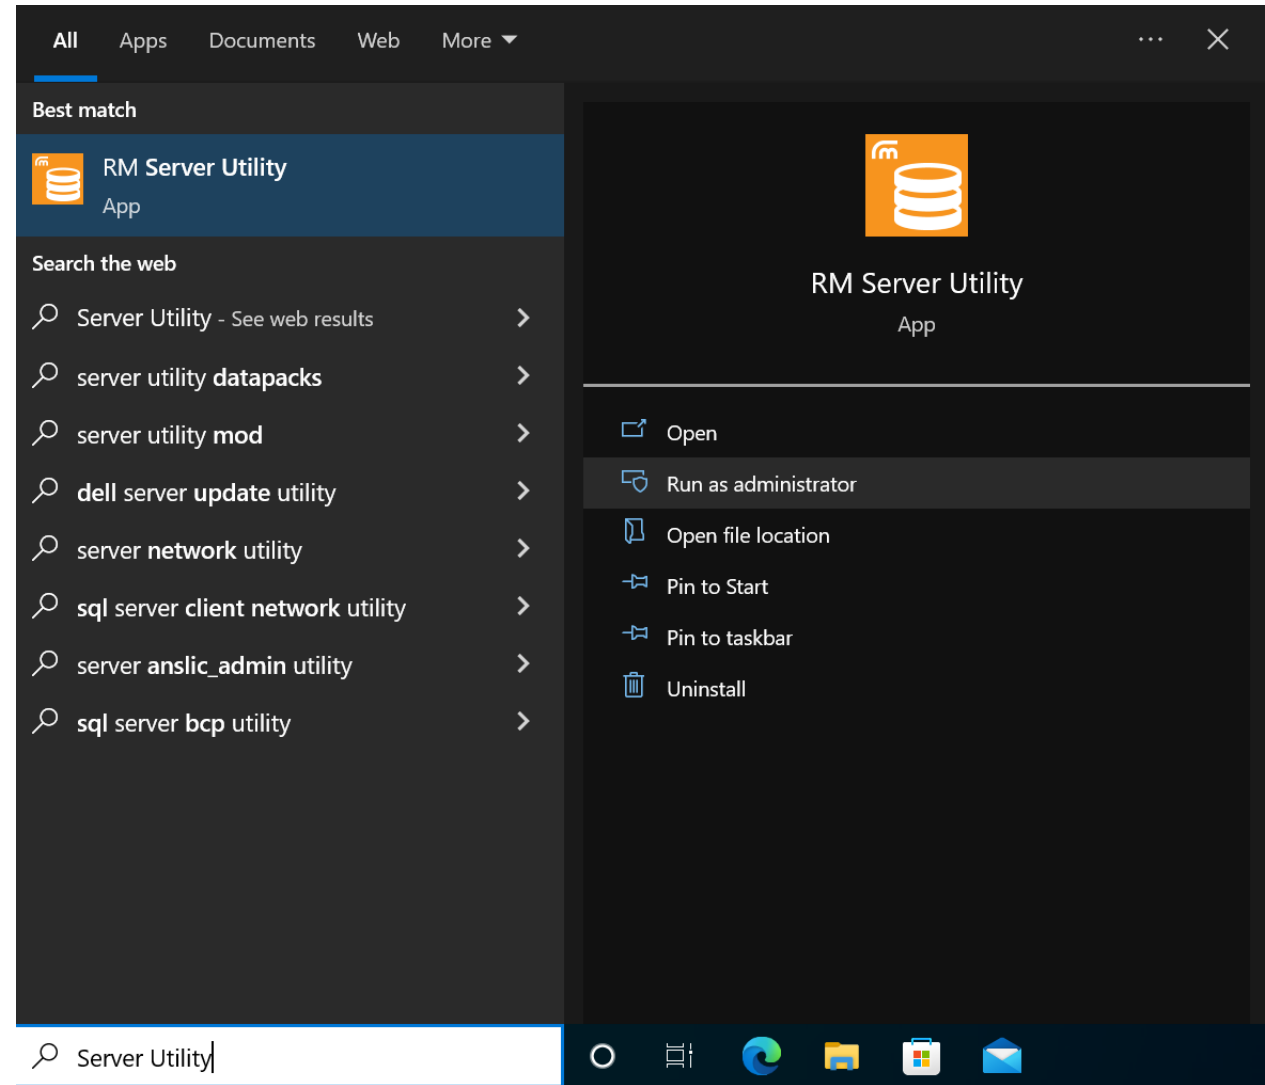 All Apps Documents Web More
Best match
RM Server Utility
App
Search the web
Server Utility - See web results
server utility datapacks
server utility mod
dell server update utility
server network utility
sql server client network utility
server anslic_admin utility
sql server bcp utility
RM Server Utility
App
Open
Run as administrator
Open file location
Pin to Start
Pin to taskbar
Uninstall
Server Utility